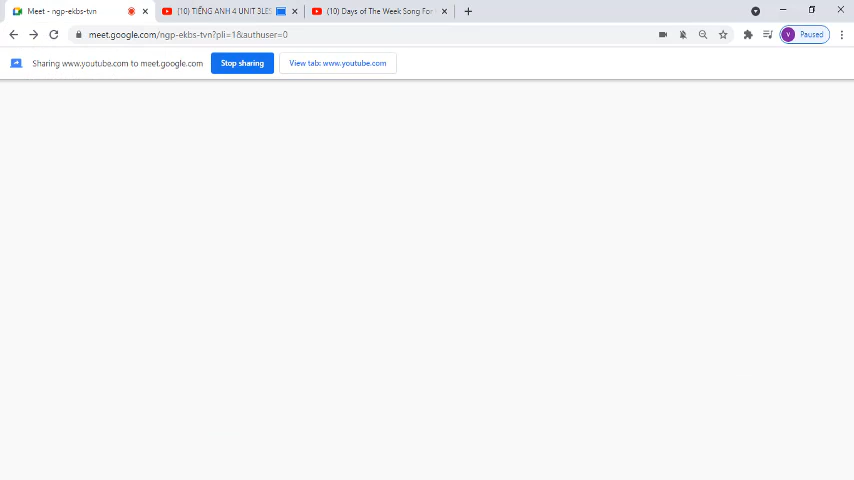 Meet - ngp-ekbs-tvn
(10) TIẾNG ANH 4 UNIT 3LES
(10) Days of The Week Song For
meet.google.com/ngp-ekbs-tvn?pli=1&authuser=0
V
Paused
Sharing www.youtube.com to meet.google.com
Stop sharing
View tab: www.youtube.com